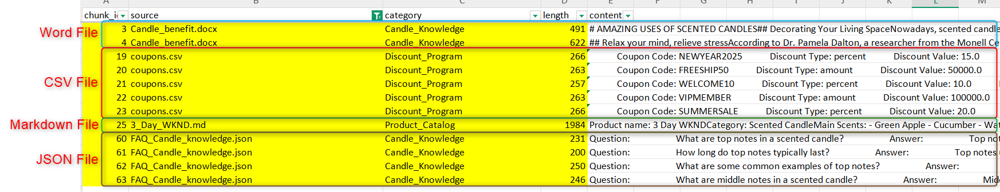 A B C D E F G H I J K L M
chunk_i source category length content
Word File
3 Candle_benefit.docx Candle_Knowledge 491 # AMAZING USES OF SCENTED CANDLES## Decorating Your Living SpaceNowadays, scented candle
4 Candle_benefit.docx Candle_Knowledge 622 ## Relax your mind, relieve stressAccording to Dr. Pamela Dalton, a researcher from the Monell Ce
CSV File
19 coupons.csv Discount_Program 266 Coupon Code: NEWYEAR2025 Discount Type: percent Discount Value: 15.0
20 coupons.csv Discount_Program 263 Coupon Code: FREESHIP50 Discount Type: amount Discount Value: 50000.0
21 coupons.csv Discount_Program 257 Coupon Code: WELCOME10 Discount Type: percent Discount Value: 10.0
22 coupons.csv Discount_Program 263 Coupon Code: VIPMEMBER Discount Type: amount Discount Value: 100000.0
23 coupons.csv Discount_Program 266 Coupon Code: SUMMERSALE Discount Type: percent Discount Value: 20.0
Markdown File
25 3_Day_WKND.md Product_Catalog 1984 Product name: 3 Day WKNDCategory: Scented CandleMain Scents: - Green Apple - Cucumber - Wat
JSON File
60 FAQ_Candle_knowledge.json Candle_Knowledge 231 Question: What are top notes in a scented candle? Answer: Top not
61 FAQ_Candle_knowledge.json Candle_Knowledge 200 Question: How long do top notes typically last? Answer: Top notes
62 FAQ_Candle_knowledge.json Candle_Knowledge 250 Question: What are some common examples of top notes? Answer:
63 FAQ_Candle_knowledge.json Candle_Knowledge 246 Question: What are middle notes in a scented candle? Answer: Mid